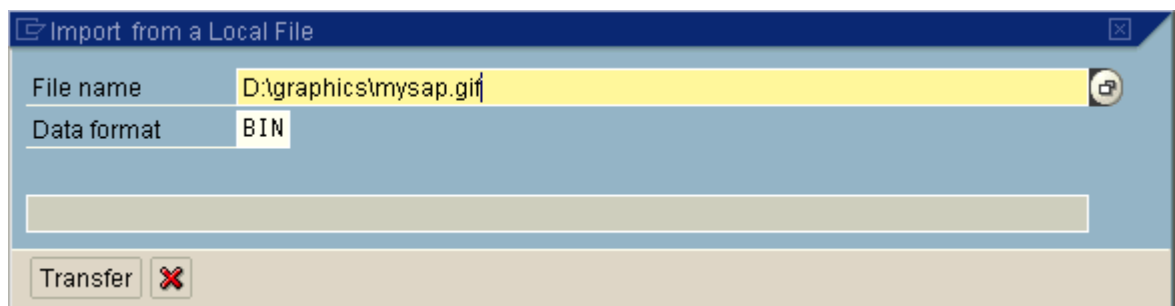 Import from a Local File
File name D:\graphics\mysap.gif
Data format BIN
Transfer